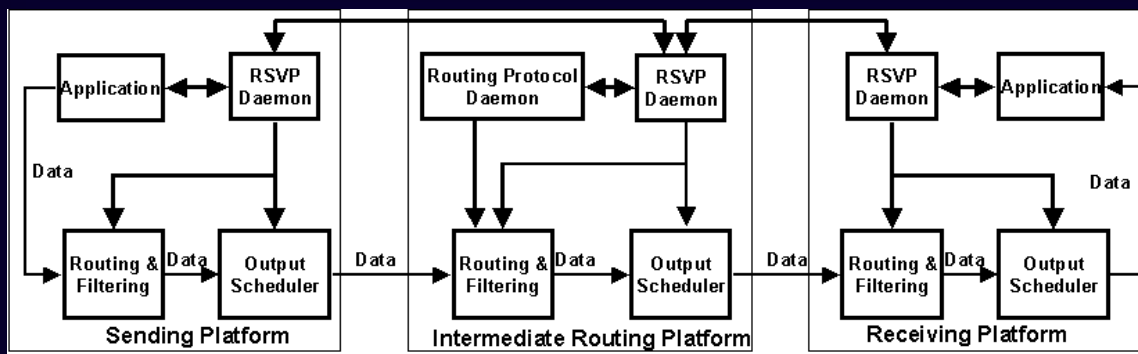 Application
RSVP
Daemon
Data
Routing &
Filtering
Data
Output
Scheduler
Sending Platform
Data
Routing Protocol
Daemon
RSVP
Daemon
Routing &
Filtering
Data
Output
Scheduler
Intermediate Routing Platform
Data
RSVP
Daemon
Application
Data
Routing &
Filtering
Data
Output
Scheduler
Receiving Platform